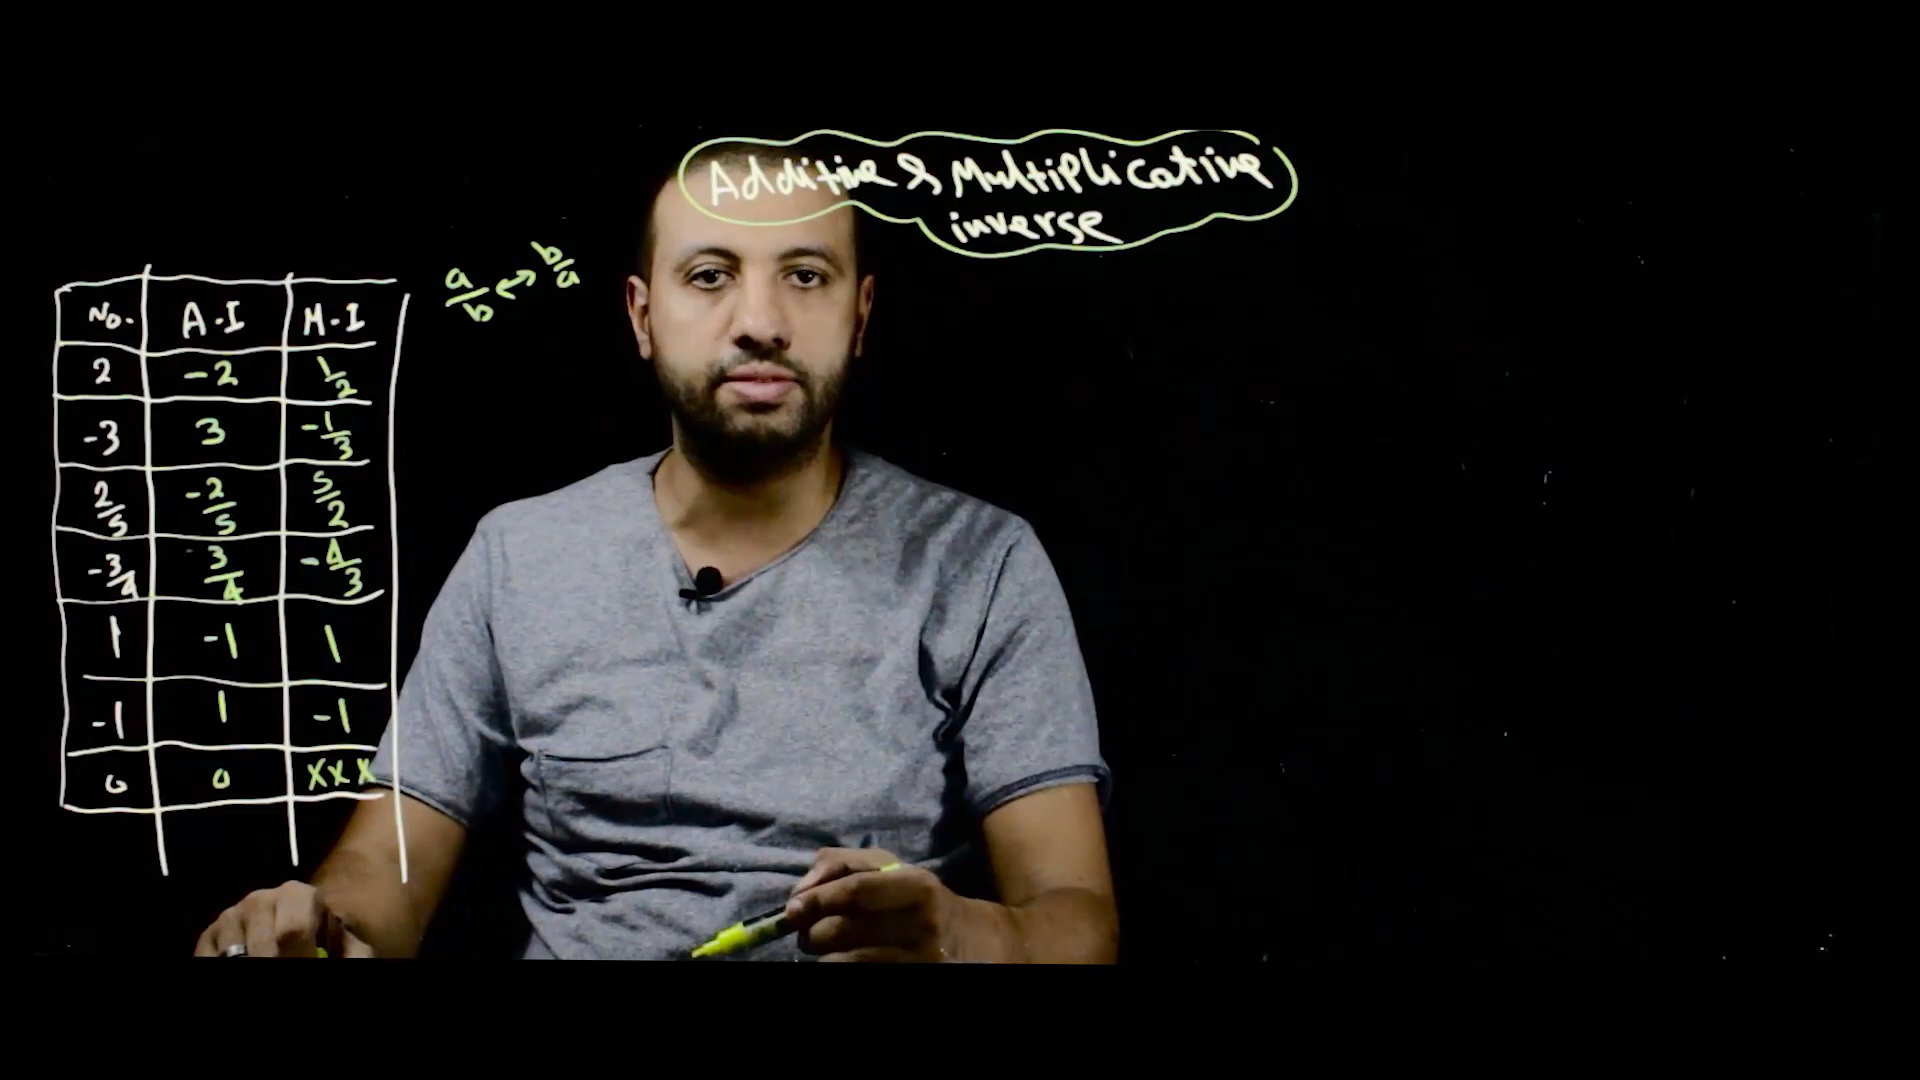 Additive & Multiplicative
inverse
a/b ↔ b/a
No. A.I M.I
2 -2 1/2
-3 3 -1/3
2/5 -2/5 5/2
-3/4 3/4 -4/3
1 -1 1
-1 1 -1
0 0 XXX